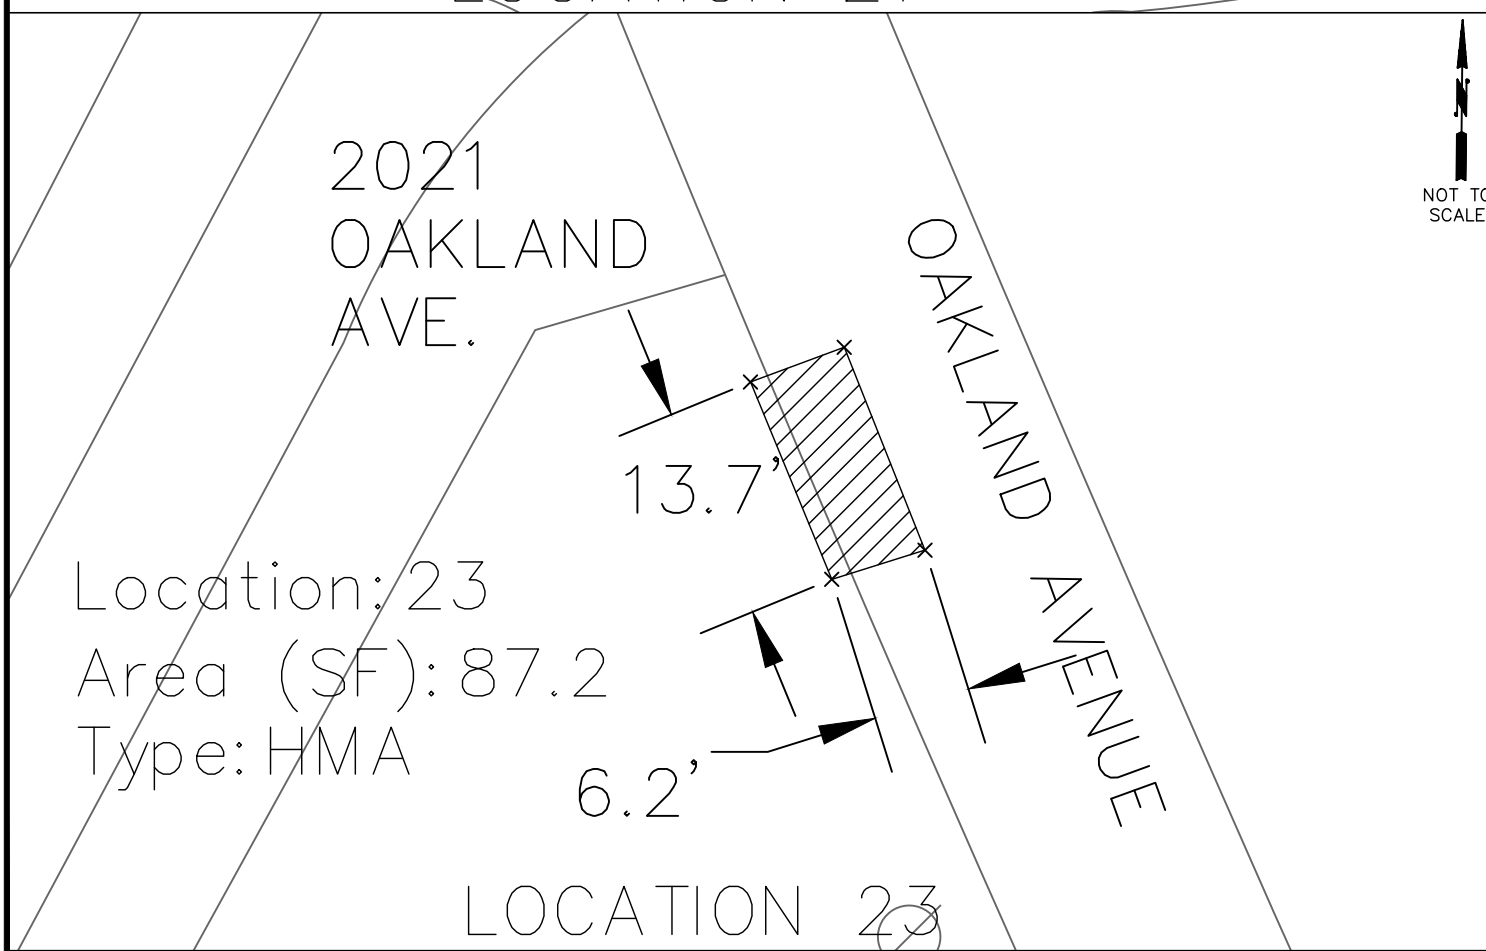 N
NOT TO
SCALE
2021
OAKLAND
AVE.
OAKLAND AVENUE
13.7’
Location: 23
Area (SF): 87.2
Type: HMA
6.2’
LOCATION 23